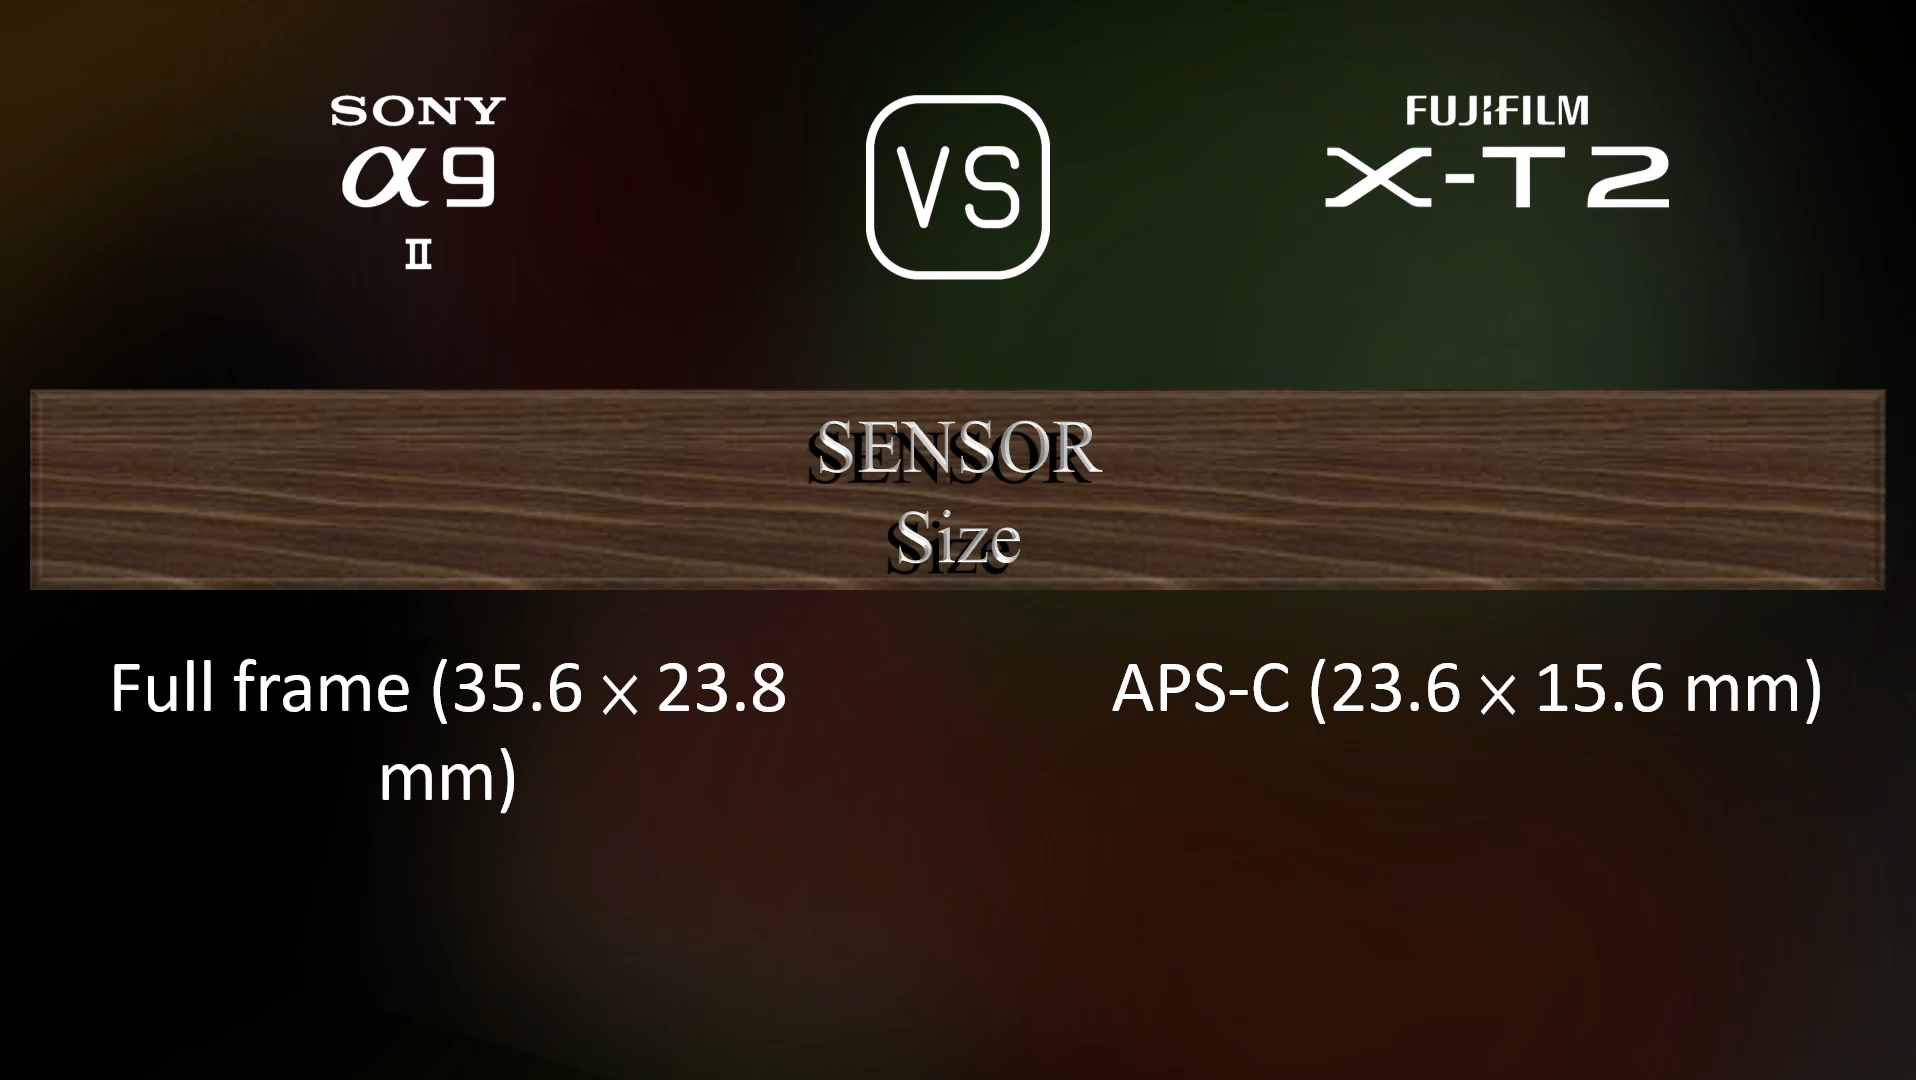 SONY
α9
II
VS
FUJIFILM
X-T2
SENSOR
Size
Full frame (35.6 x 23.8
mm)
APS-C (23.6 x 15.6 mm)